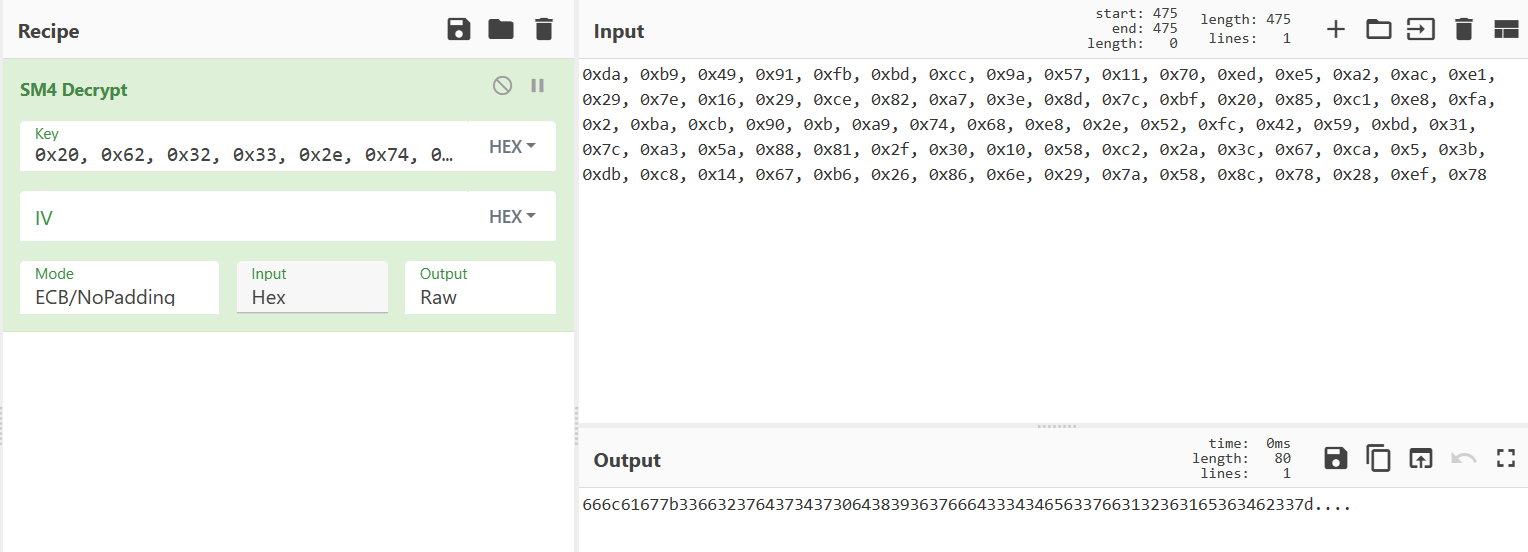 Recipe
SM4 Decrypt
Key
0x20, 0x62, 0x32, 0x33, 0x2e, 0x74, 0…
HEX
IV
HEX
Mode
ECB/NoPadding
Input
Hex
Output
Raw
Input
start: 475
end: 475
length: 0
length: 475
lines: 1
0xda, 0xb9, 0x49, 0x91, 0xfb, 0xbd, 0xcc, 0x9a, 0x57, 0x11, 0x70, 0xed, 0xe5, 0xa2, 0xac, 0xe1,
0x29, 0x7e, 0x16, 0x29, 0xce, 0x82, 0xa7, 0x3e, 0x8d, 0x7c, 0xbf, 0x20, 0x85, 0xc1, 0xe8, 0xfa,
0x2, 0xba, 0xcb, 0x90, 0xb, 0xa9, 0x74, 0x68, 0xe8, 0x2e, 0x52, 0xfc, 0x42, 0x59, 0xbd, 0x31,
0x7c, 0xa3, 0x5a, 0x88, 0x81, 0x2f, 0x30, 0x10, 0x58, 0xc2, 0x2a, 0x3c, 0x67, 0xca, 0x5, 0x3b,
0xdb, 0xc8, 0x14, 0x67, 0xb6, 0x26, 0x86, 0x6e, 0x29, 0x7a, 0x58, 0x8c, 0x78, 0x28, 0xef, 0x78
Output
time: 0ms
length: 80
lines: 1
666c61677b3366323764373437306438393637666433343465633766313236316536346233​7d....